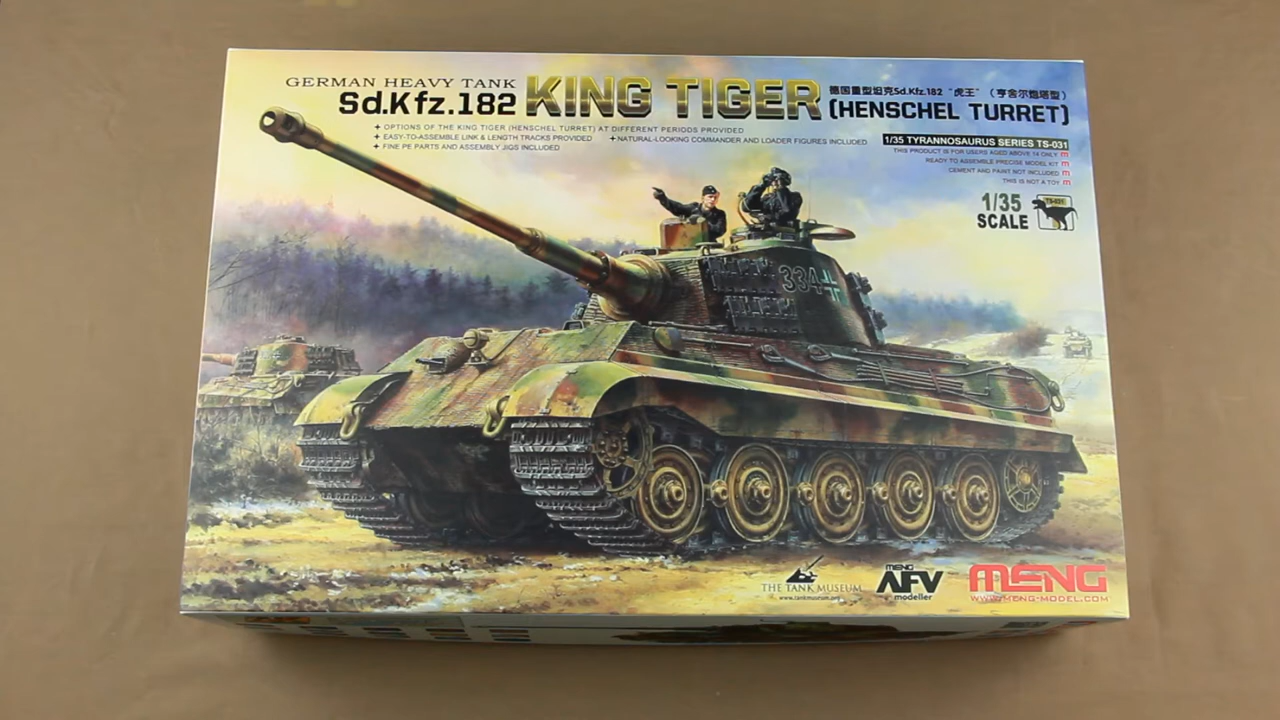 GERMAN HEAVY TANK
Sd.Kfz.182 KING TIGER (HENSCHEL TURRET)
德国重型坦克Sd.Kfz.182 "虎王" (亨舍尔炮塔型)
+ OPTIONS OF THE KING TIGER (HENSCHEL TURRET) AT DIFFERENT PERIODS PROVIDED
+ EASY-TO-ASSEMBLE LINK & LENGTH TRACKS PROVIDED + NATURAL-LOOKING COMMANDER AND LOADER FIGURES INCLUDED
+ FINE PE PARTS AND ASSEMBLY JIGS INCLUDED
1/35 TYRANNOSAURUS SERIES TS-031
THIS PRODUCT IS FOR USERS AGED ABOVE 14 ONLY m
READY TO ASSEMBLE PRECISE MODEL KIT m
CEMENT AND PAINT NOT INCLUDED m
THIS IS NOT A TOY m
1/35
SCALE
TS-031
334
THE TANK MUSEUM
www.tankmuseum.org
MENG
AFV
modeller
MENG
WWW.MENG-MODEL.COM